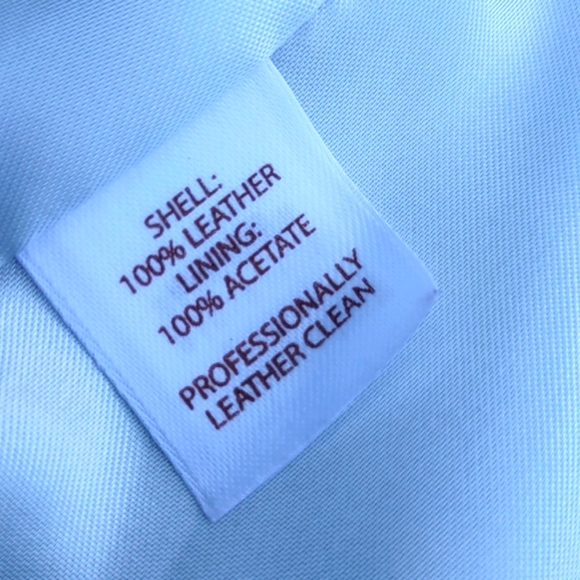 SHELL:
100% LEATHER
LINING:
100% ACETATE
PROFESSIONALLY
LEATHER CLEAN